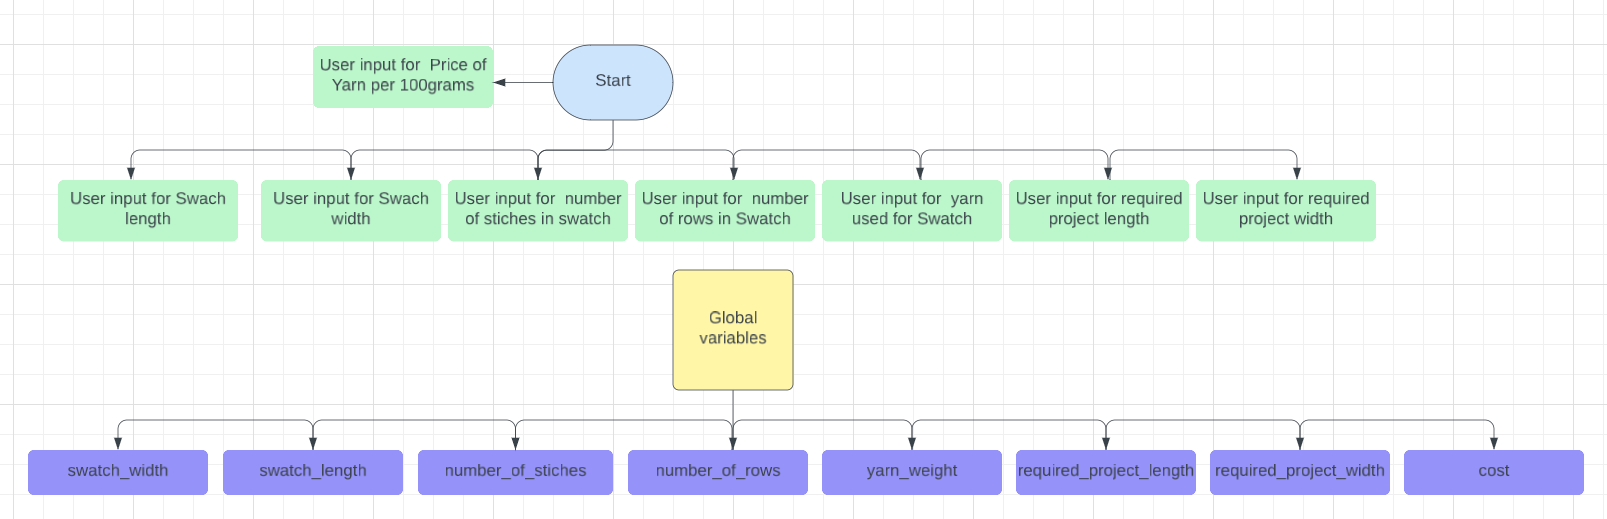 User input for  Price of
Yarn per 100grams
Start
User input for Swach
length
User input for Swach
width
User input for  number
of stiches in swatch
User input for  number
of rows in Swatch
User input for  yarn
used for Swatch
User input for required
project length
User input for required
project width
Global
variables
swatch_width
swatch_length
number_of_stiches
number_of_rows
yarn_weight
required_project_length
required_project_width
cost